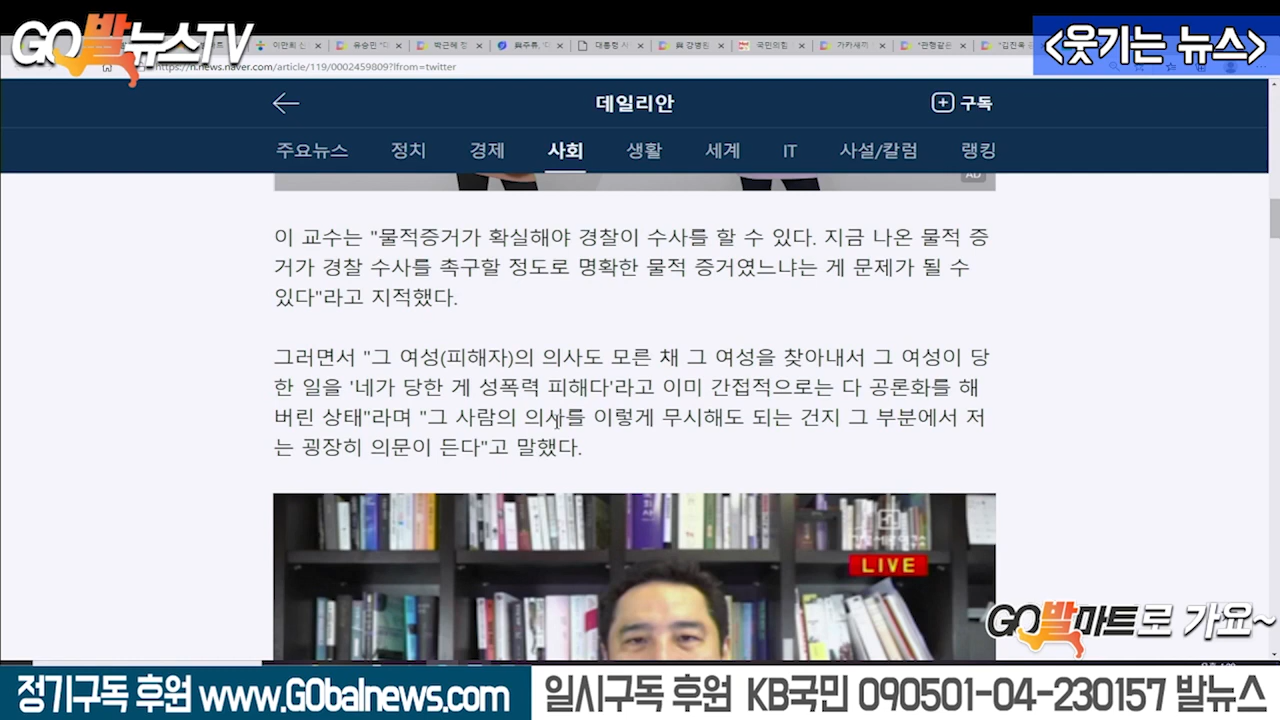 GO발뉴스TV
<웃기는 뉴스>
https://n.news.naver.com/article/119/0002459809?lfrom=twitter
데일리안
구독
주요뉴스 정치 경제 사회 생활 세계 IT 사설/칼럼 랭킹
AD
이 교수는 "물적증거가 확실해야 경찰이 수사를 할 수 있다. 지금 나온 물적 증
거가 경찰 수사를 촉구할 정도로 명확한 물적 증거였느냐는 게 문제가 될 수
있다"라고 지적했다.
그러면서 "그 여성(피해자)의 의사도 모른 채 그 여성을 찾아내서 그 여성이 당
한 일을 '네가 당한 게 성폭력 피해다'라고 이미 간접적으로는 다 공론화를 해
버린 상태"라며 "그 사람의 의사를 이렇게 무시해도 되는 건지 그 부분에서 저
는 굉장히 의문이 든다"고 말했다.
LIVE
GO발마트로 가요~
정기구독 후원 www.GObalnews.com 일시구독 후원 KB국민 090501-04-230157 발뉴스